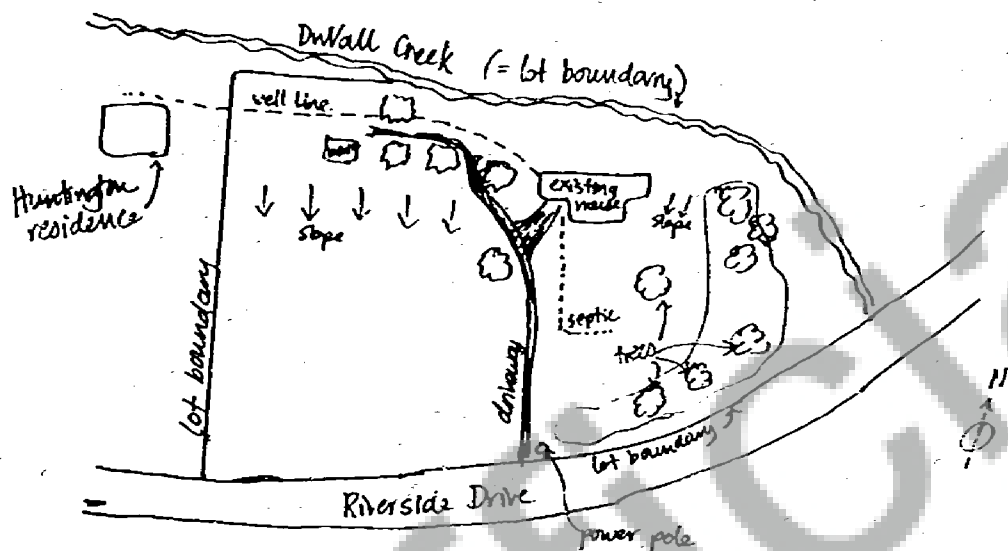 DuVall Creek (= lot boundary)
well line
existing
house
Huntington
residence
slope
slope
lot boundary
septic
trees
driveway
lot boundary
N
Riverside Drive
power pole